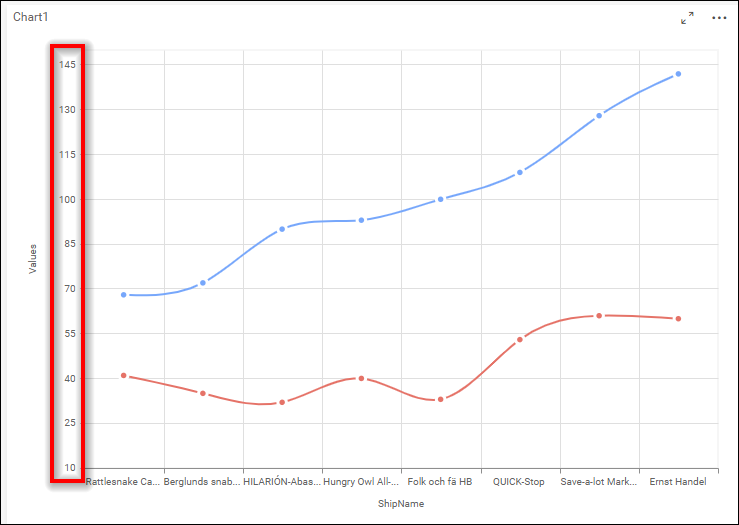 Chart1
145
130
115
100
85
70
55
40
25
10
Values
Rattlesnake Ca... Berglunds snab... HILARIÓN-Abas... Hungry Owl All-... Folk och fä HB QUICK-Stop Save-a-lot Mark... Ernst Handel
ShipName